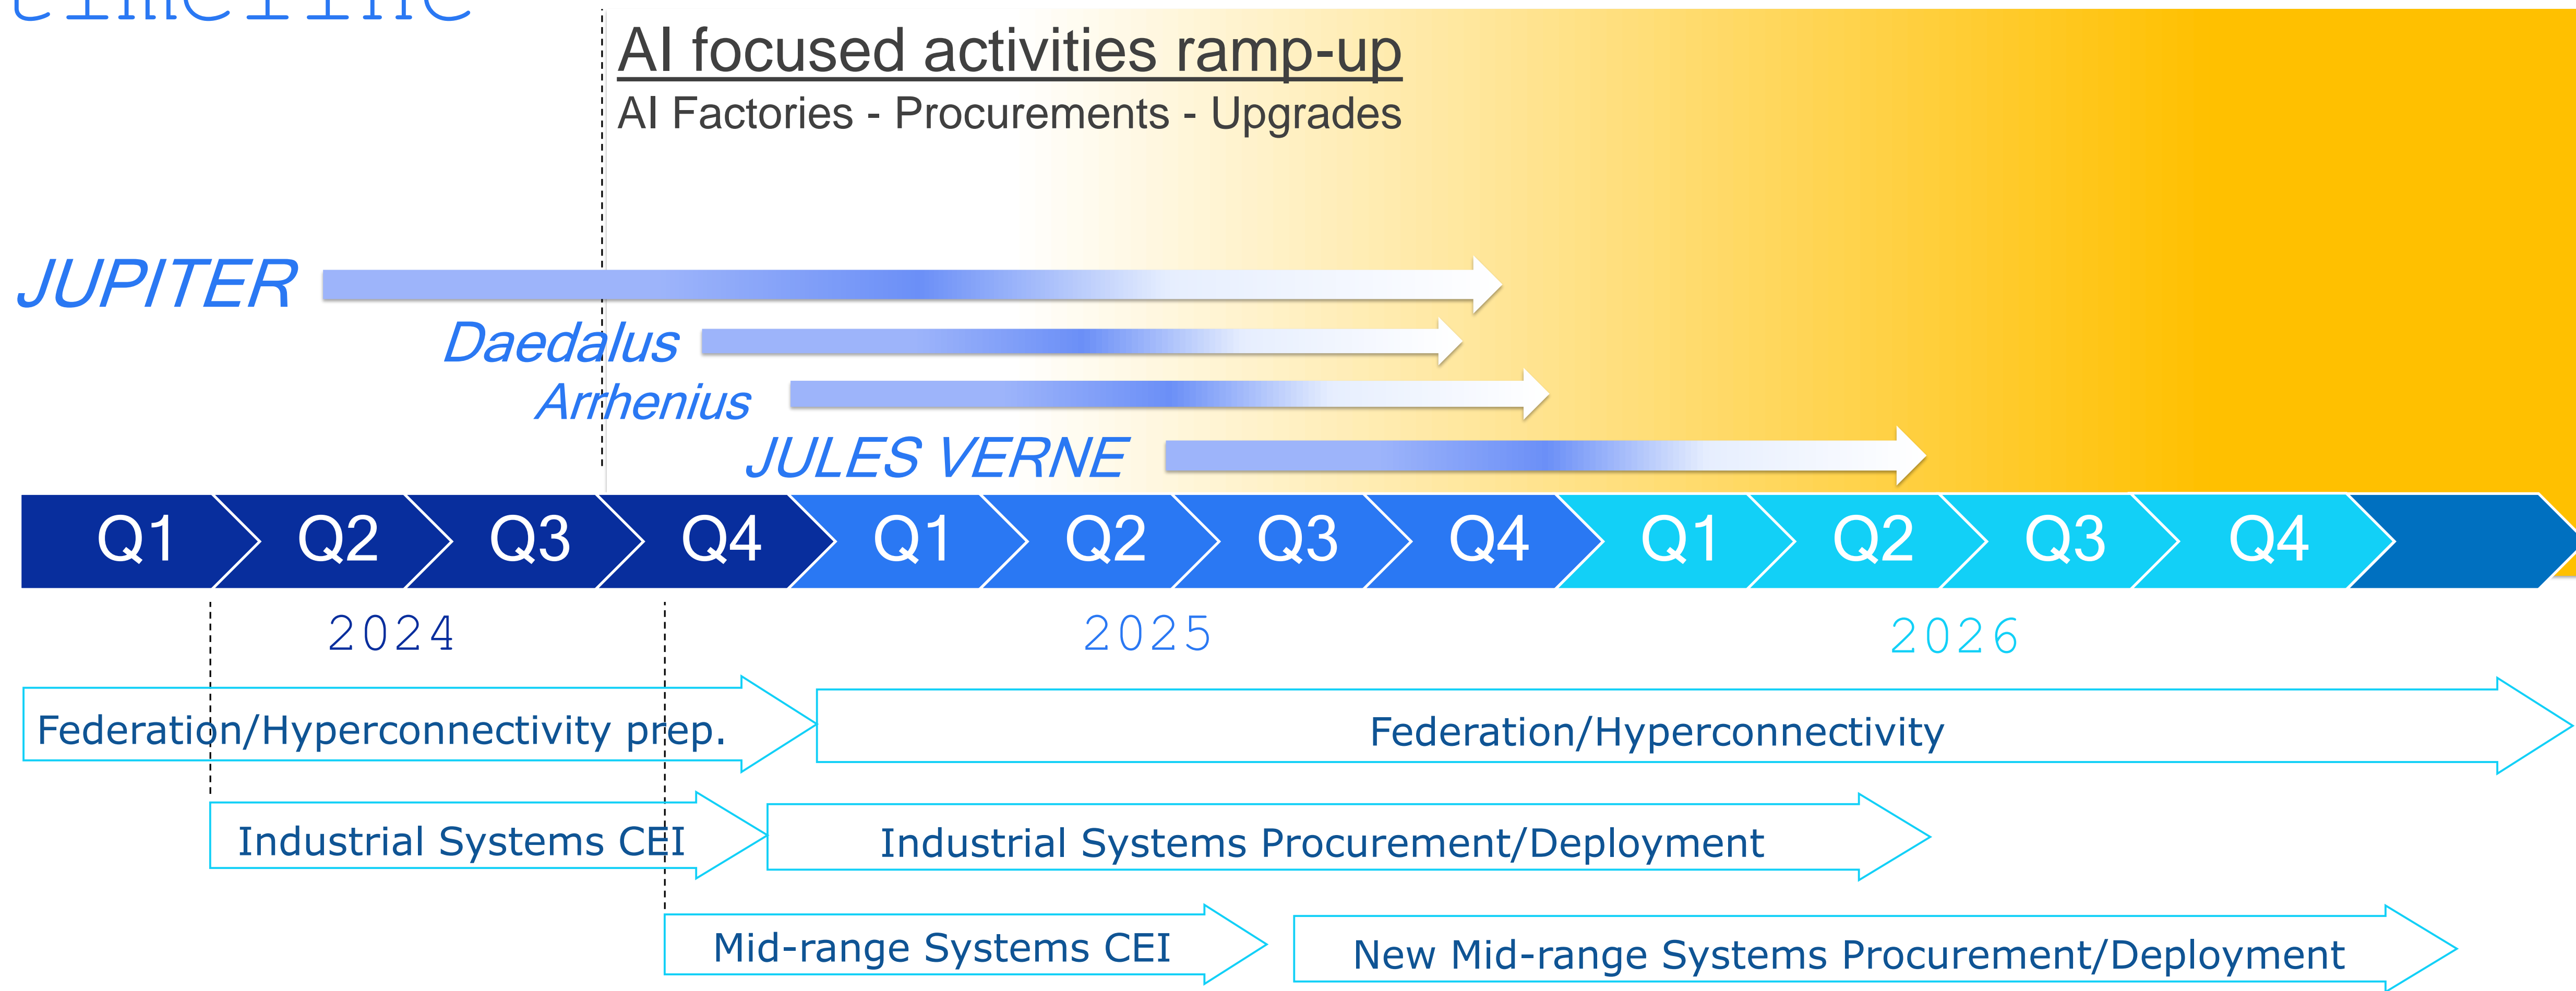 timeline
AI focused activities ramp-up
AI Factories - Procurements - Upgrades
JUPITER
Daedalus
Arrhenius
JULES VERNE
Q1 Q2 Q3 Q4 Q1 Q2 Q3 Q4 Q1 Q2 Q3 Q4
2024 2025 2026
Federation/Hyperconnectivity prep. Federation/Hyperconnectivity
Industrial Systems CEI Industrial Systems Procurement/Deployment
Mid-range Systems CEI New Mid-range Systems Procurement/Deployment